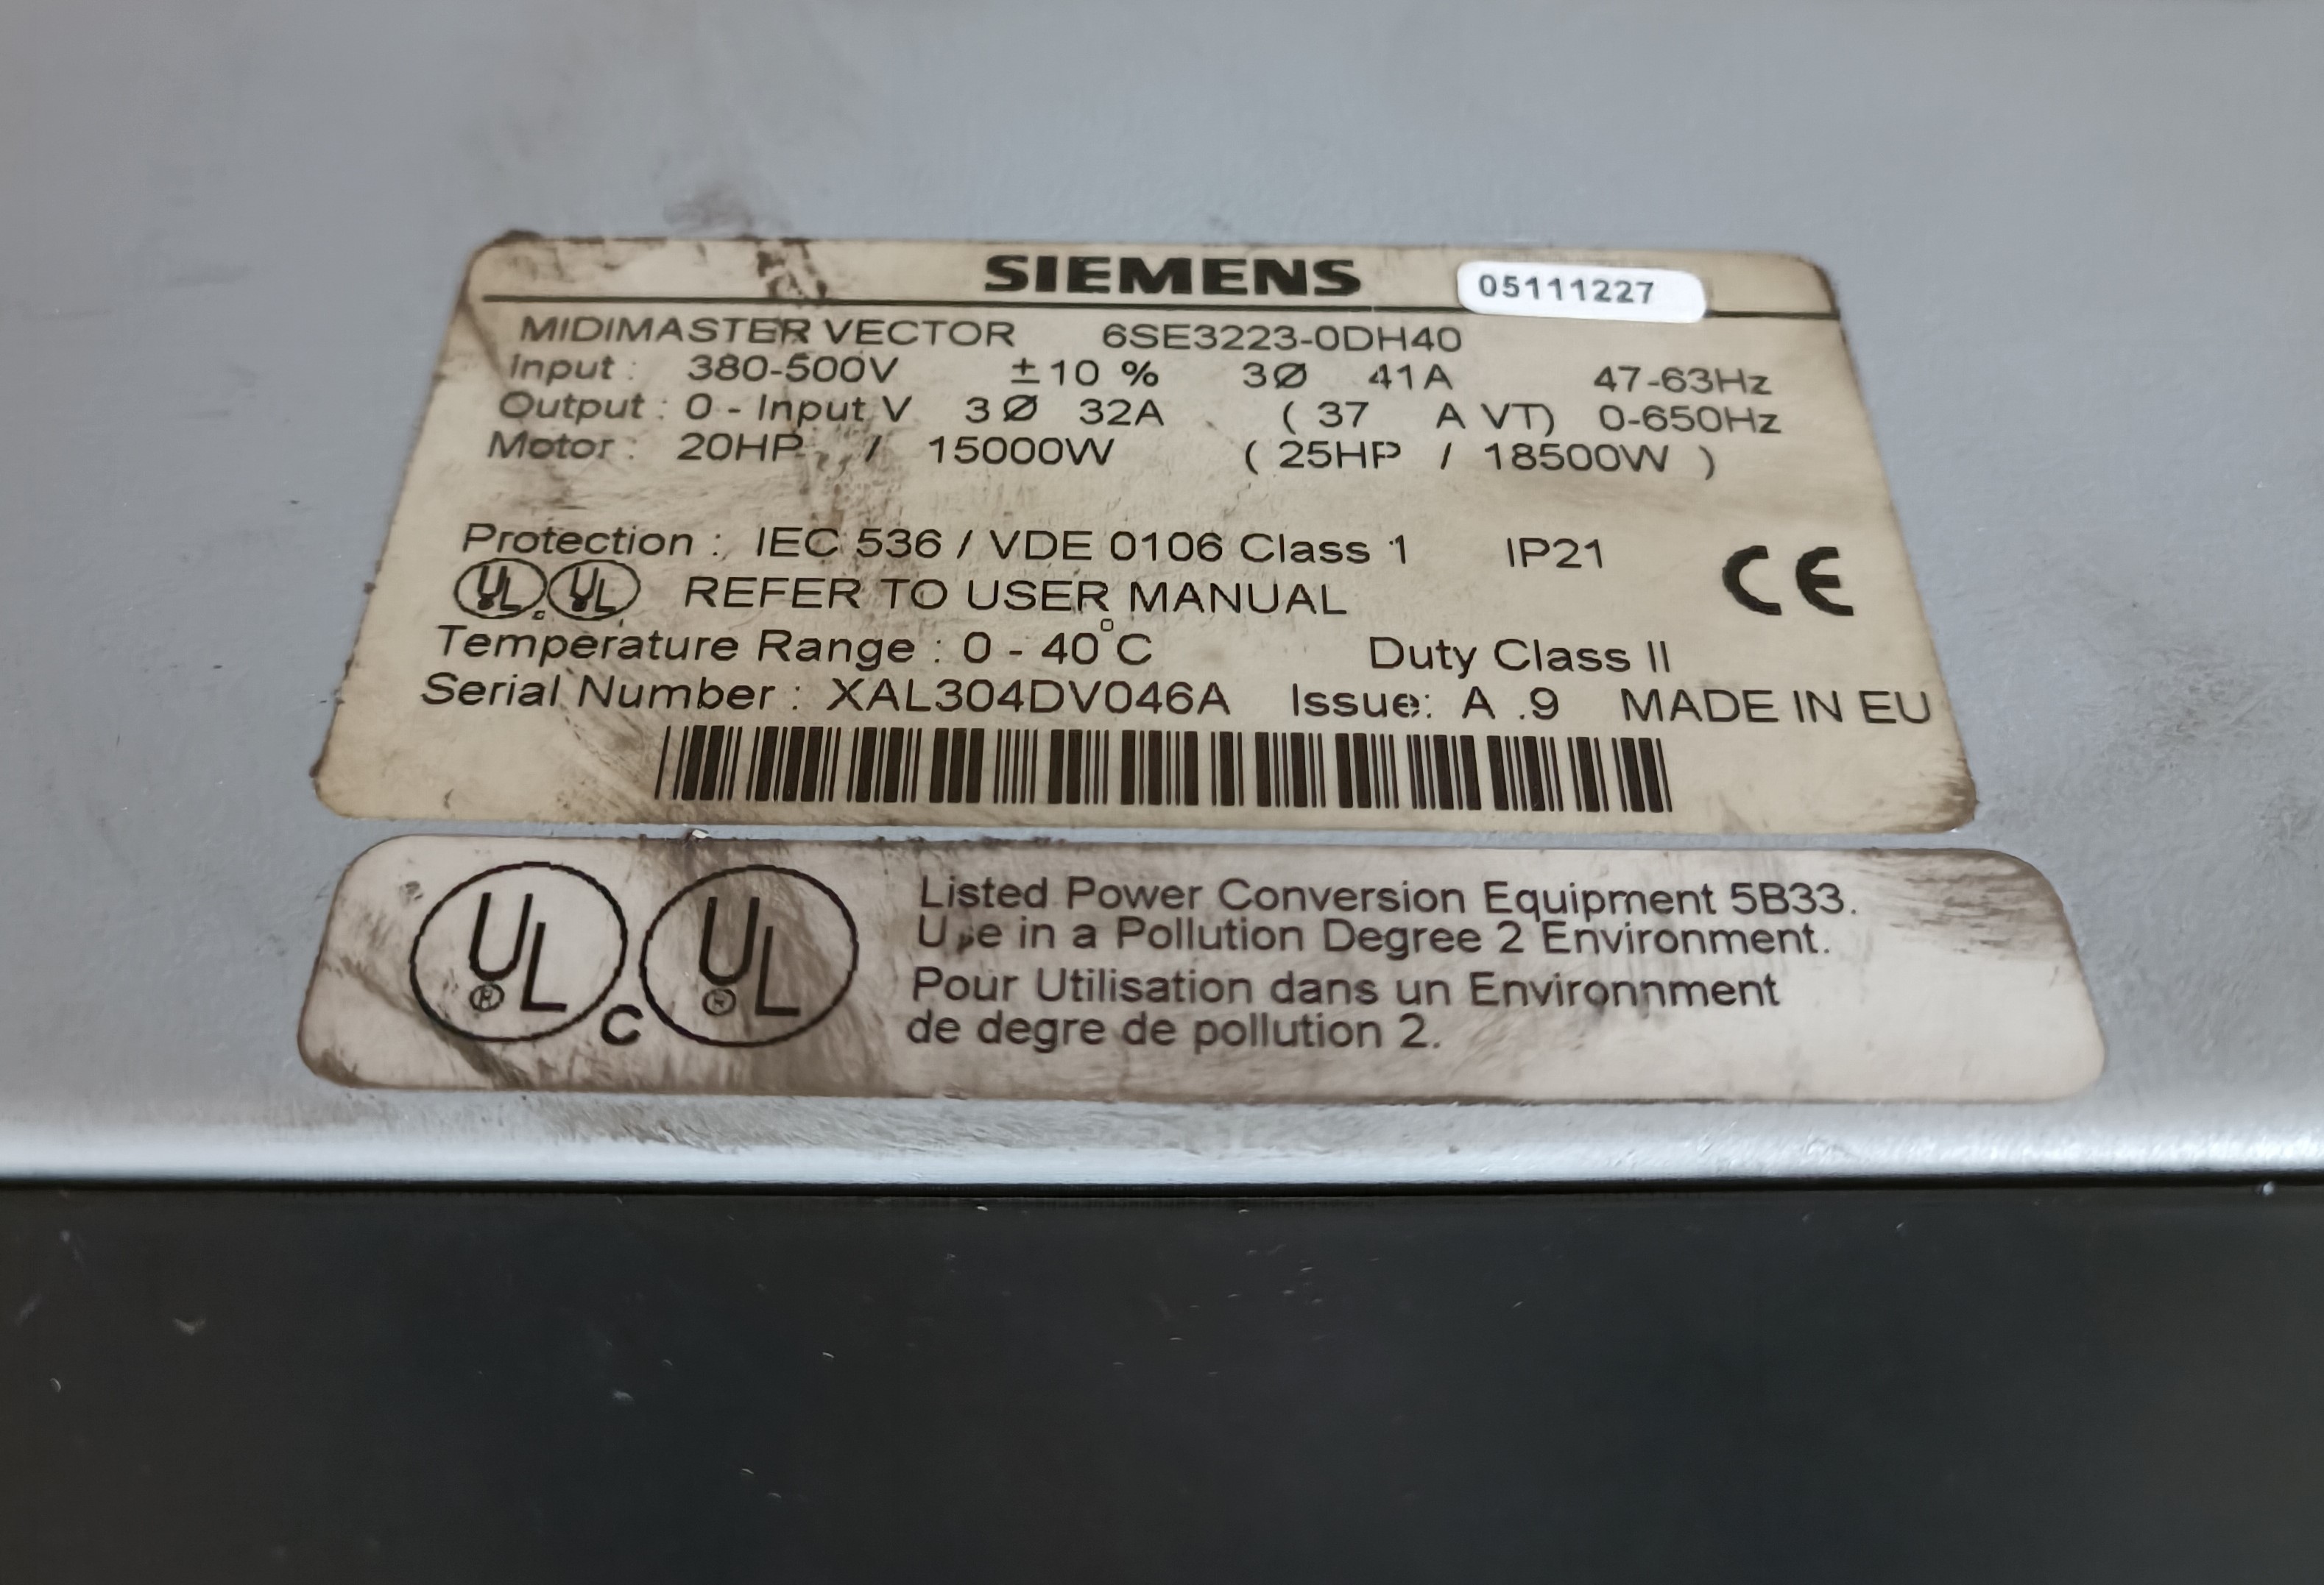 SIEMENS 05111227
MIDIMASTER VECTOR 6SE3223-0DH40
Input : 380-500V ±10 % 3Ø 41A 47-63Hz
Output : 0 - Input V 3Ø 32A ( 37 A VT) 0-650Hz
Motor : 20HP / 15000W ( 25HP / 18500W )
Protection : IEC 536 / VDE 0106 Class 1 IP21 CE
UL c UL REFER TO USER MANUAL
Temperature Range : 0 - 40°C Duty Class II
Serial Number : XAL304DV046A Issue: A .9 MADE IN EU
UL ® C UL ® Listed Power Conversion Equipment 5B33.
Use in a Pollution Degree 2 Environment.
Pour Utilisation dans un Environnment
de degre de pollution 2.